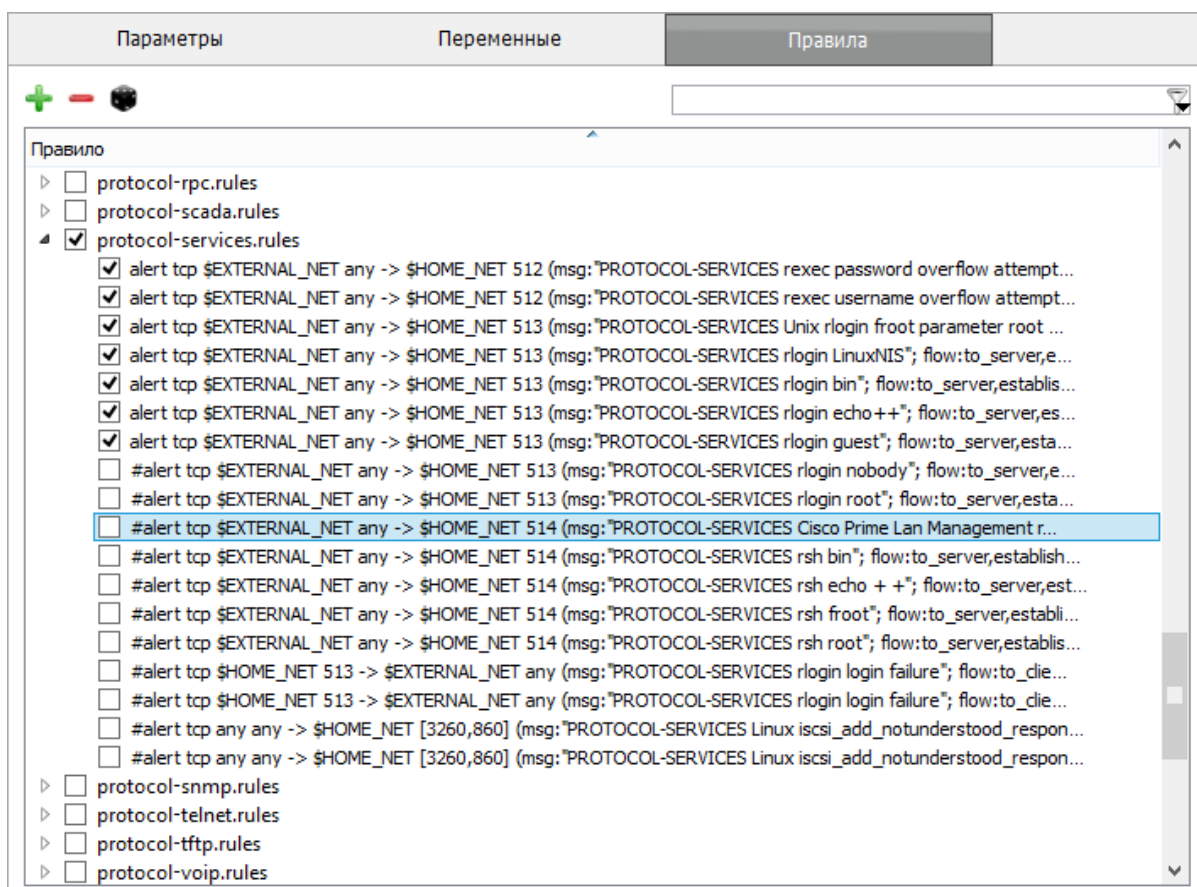 Параметры Переменные Правила
Правило
protocol-rpc.rules
protocol-scada.rules
protocol-services.rules
alert tcp $EXTERNAL_NET any -> $HOME_NET 512 (msg:"PROTOCOL-SERVICES rexec password overflow attempt...
alert tcp $EXTERNAL_NET any -> $HOME_NET 512 (msg:"PROTOCOL-SERVICES rexec username overflow attempt...
alert tcp $EXTERNAL_NET any -> $HOME_NET 513 (msg:"PROTOCOL-SERVICES Unix rlogin froot parameter root ...
alert tcp $EXTERNAL_NET any -> $HOME_NET 513 (msg:"PROTOCOL-SERVICES rlogin LinuxNIS"; flow:to_server,e...
alert tcp $EXTERNAL_NET any -> $HOME_NET 513 (msg:"PROTOCOL-SERVICES rlogin bin"; flow:to_server,establis...
alert tcp $EXTERNAL_NET any -> $HOME_NET 513 (msg:"PROTOCOL-SERVICES rlogin echo++"; flow:to_server,es...
alert tcp $EXTERNAL_NET any -> $HOME_NET 513 (msg:"PROTOCOL-SERVICES rlogin guest"; flow:to_server,esta...
#alert tcp $EXTERNAL_NET any -> $HOME_NET 513 (msg:"PROTOCOL-SERVICES rlogin nobody"; flow:to_server,e...
#alert tcp $EXTERNAL_NET any -> $HOME_NET 513 (msg:"PROTOCOL-SERVICES rlogin root"; flow:to_server,esta...
#alert tcp $EXTERNAL_NET any -> $HOME_NET 514 (msg:"PROTOCOL-SERVICES Cisco Prime Lan Management r...
#alert tcp $EXTERNAL_NET any -> $HOME_NET 514 (msg:"PROTOCOL-SERVICES rsh bin"; flow:to_server,establish...
#alert tcp $EXTERNAL_NET any -> $HOME_NET 514 (msg:"PROTOCOL-SERVICES rsh echo + +"; flow:to_server,est...
#alert tcp $EXTERNAL_NET any -> $HOME_NET 514 (msg:"PROTOCOL-SERVICES rsh froot"; flow:to_server,establi...
#alert tcp $EXTERNAL_NET any -> $HOME_NET 514 (msg:"PROTOCOL-SERVICES rsh root"; flow:to_server,establis...
#alert tcp $HOME_NET 513 -> $EXTERNAL_NET any (msg:"PROTOCOL-SERVICES rlogin login failure"; flow:to_clie...
#alert tcp $HOME_NET 513 -> $EXTERNAL_NET any (msg:"PROTOCOL-SERVICES rlogin login failure"; flow:to_clie...
#alert tcp any any -> $HOME_NET [3260,860] (msg:"PROTOCOL-SERVICES Linux iscsi_add_notunderstood_respon...
#alert tcp any any -> $HOME_NET [3260,860] (msg:"PROTOCOL-SERVICES Linux iscsi_add_notunderstood_respon...
protocol-snmp.rules
protocol-telnet.rules
protocol-tftp.rules
protocol-voip.rules